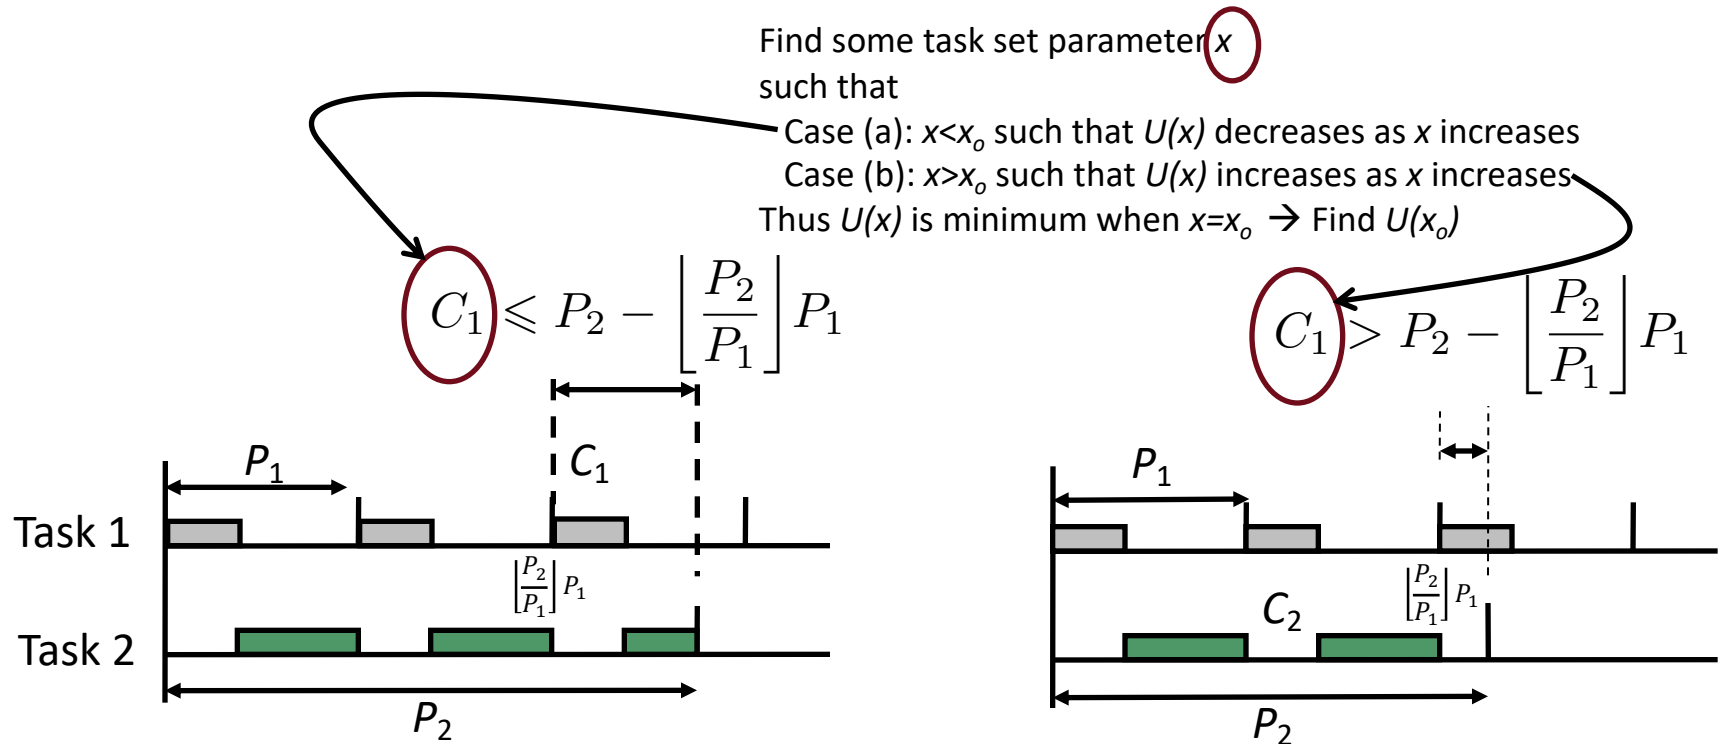 Find some task set parameter x
such that
Case (a): x<xₒ such that U(x) decreases as x increases
Case (b): x>xₒ such that U(x) increases as x increases
Thus U(x) is minimum when x=xₒ → Find U(xₒ)
C₁ ⩽ P₂ − ⌊P₂/P₁⌋ P₁
C₁ > P₂ − ⌊P₂/P₁⌋ P₁
P₁
C₁
Task 1
⌊P₂/P₁⌋ P₁
Task 2
P₂
P₁
⌊P₂/P₁⌋ P₁
C₂
P₂